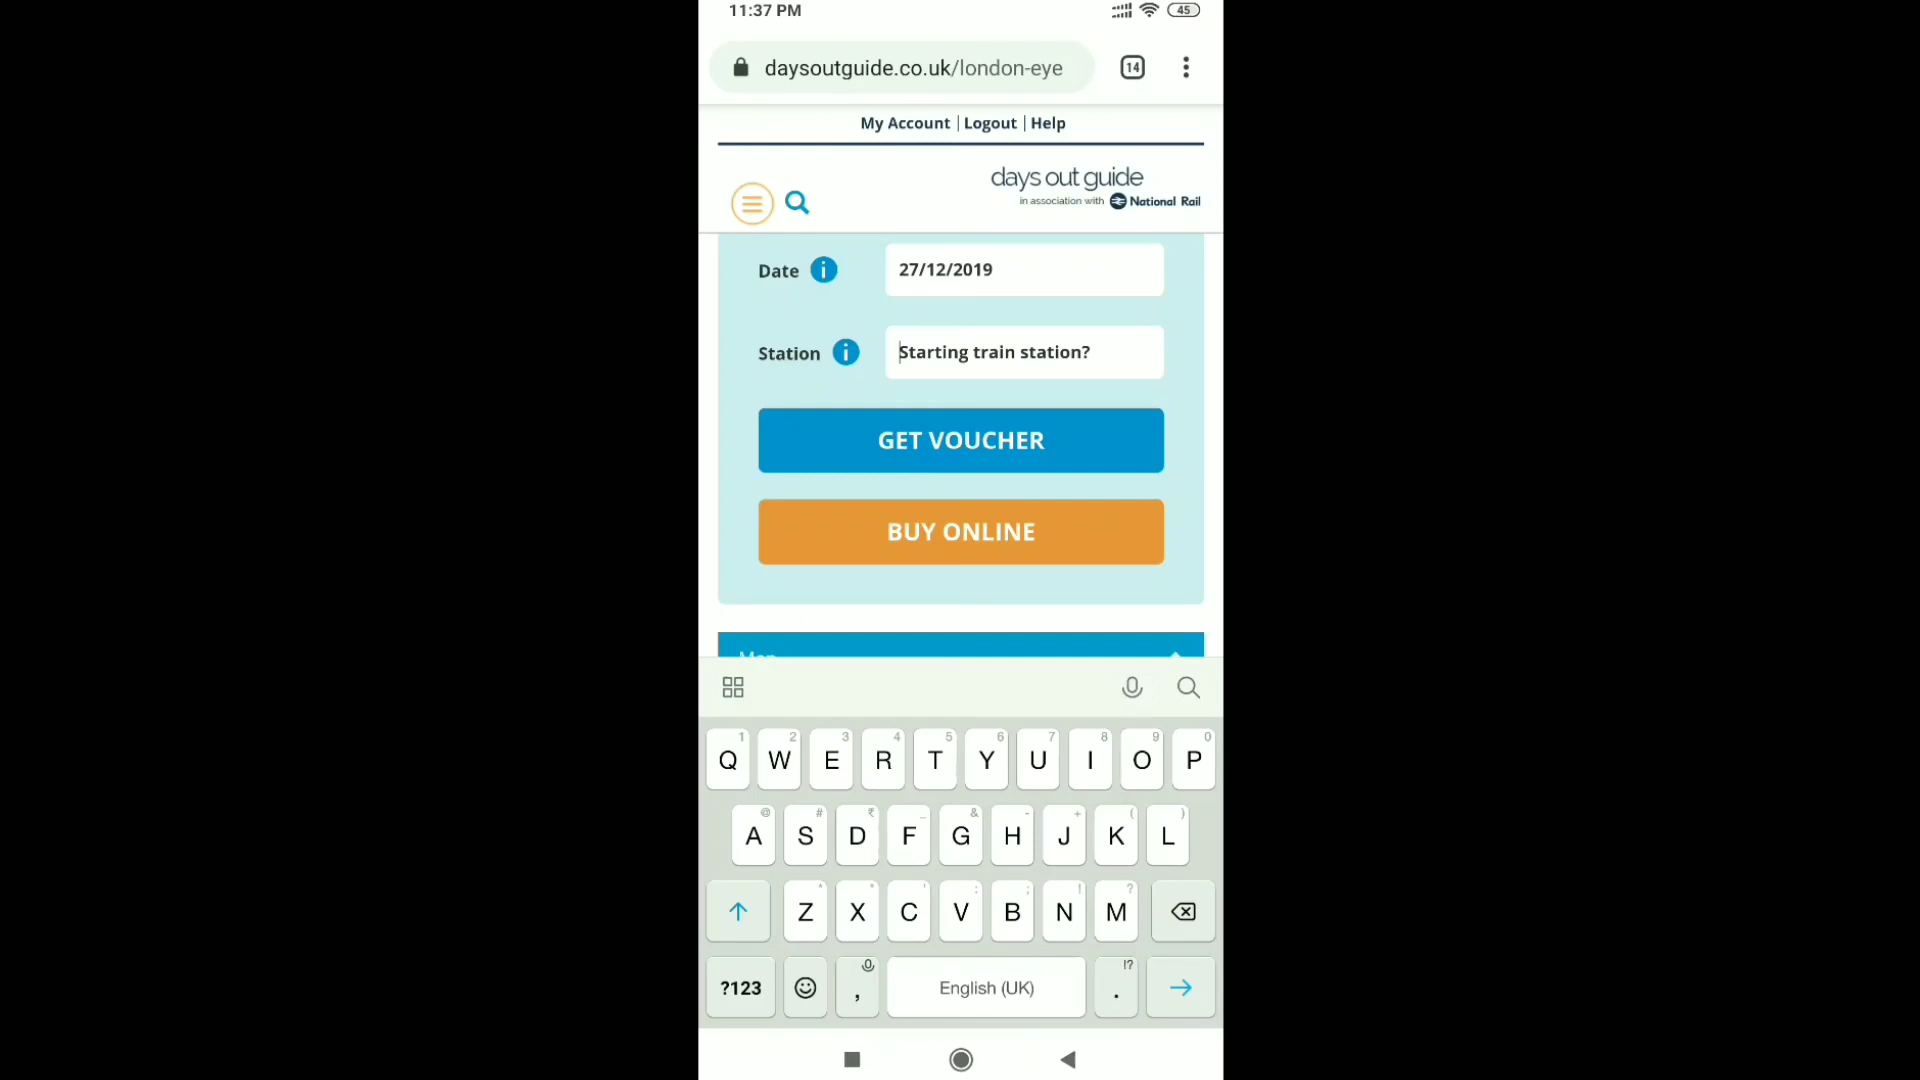 11:37 PM
45
daysoutguide.co.uk/london-eye
14
My Account | Logout | Help
days out guide
in association with National Rail
Date i 27/12/2019
Station i Starting train station?
GET VOUCHER
BUY ONLINE
Map
1 2 3 4 5 6 7 8 9 0
Q W E R T Y U I O P
@ # ₹ _ & - + ( )
A S D F G H J K L
* " ' : ; ! ?
Z X C V B N M
!?
?123 , English (UK) .